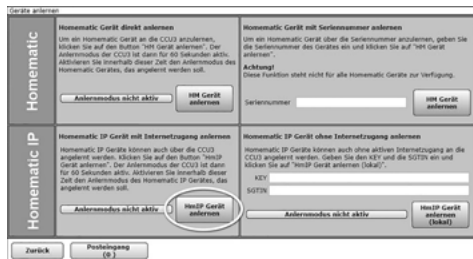 Geräte anlernen
Homematic
Homematic Gerät direkt anlernen
Um ein Homematic Gerät an die CCU3 anzulernen,
klicken Sie auf den Button "HM Gerät anlernen". Der
Anlernmodus der CCU3 ist dann für 60 Sekunden aktiv.
Aktivieren Sie innerhalb dieser Zeit den Anlernmodus des
Homematic Gerätes, das angelernt werden soll.
Anlernmodus nicht aktiv
HM Gerät
anlernen
Homematic Gerät mit Seriennummer anlernen
Um ein Homematic Gerät über die Seriennummer anzulernen, geben Sie
die Seriennummer des Gerätes ein und klicken Sie auf "HM Gerät
anlernen".
Achtung!
Diese Funktion steht nicht für alle Homematic Geräte zur Verfügung.
Seriennummer
HM Gerät
anlernen
Homematic IP
Homematic IP Gerät mit Internetzugang anlernen
Homematic IP Geräte können auch über die CCU3
angelernt werden. Klicken Sie auf den Button "HmIP
Gerät anlernen". Der Anlernmodus der CCU3 ist dann
für 60 Sekunden aktiv. Aktivieren Sie innerhalb dieser
Zeit den Anlernmodus des Homematic IP Gerätes, das
angelernt werden soll.
Anlernmodus nicht aktiv
HmIP Gerät
anlernen
Homematic IP Gerät ohne Internetzugang anlernen
Homematic IP Geräte können auch ohne aktiven Internetzugang an die
CCU3 angelernt werden. Geben Sie den KEY und die SGTIN ein und
klicken Sie auf "HmIP Gerät anlernen (lokal)".
KEY
SGTIN
Anlernmodus nicht aktiv
HmIP Gerät
anlernen
(lokal)
Zurück
Posteingang
(0 )